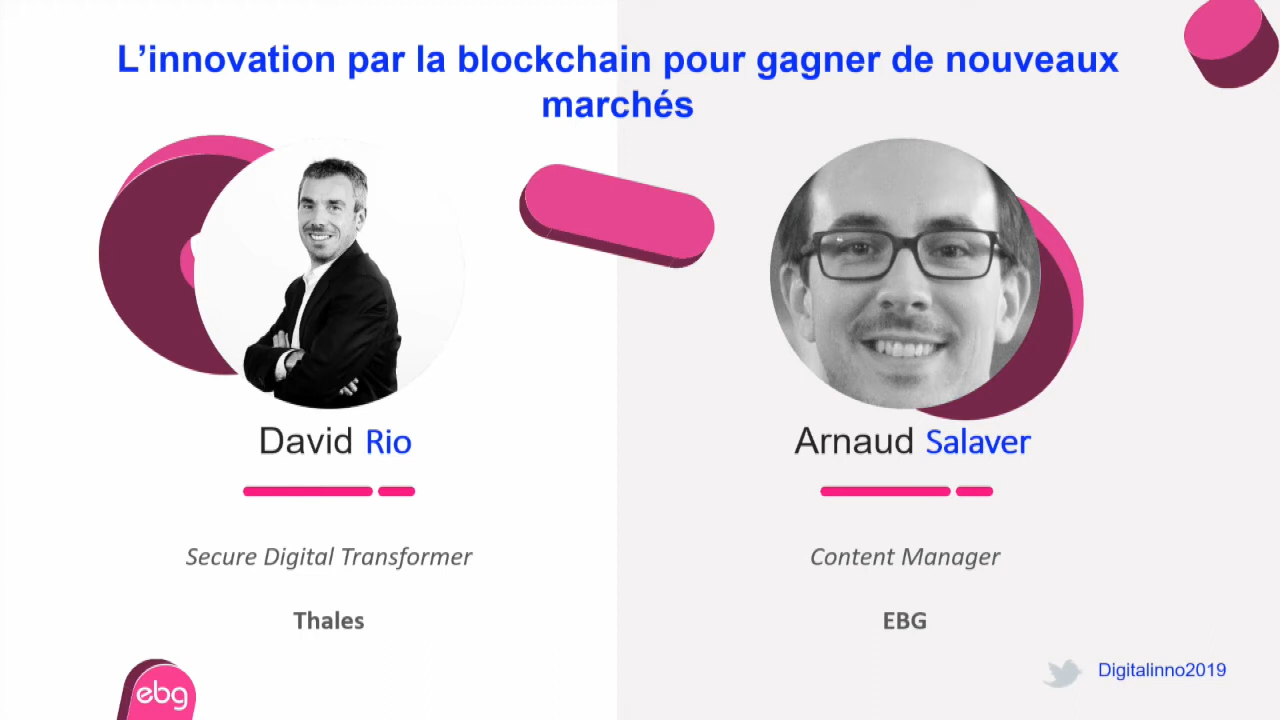 L’innovation par la blockchain pour gagner de nouveaux
marchés
David Rio
Secure Digital Transformer
Thales
Arnaud Salaver
Content Manager
EBG
ebg
Digitalinno2019